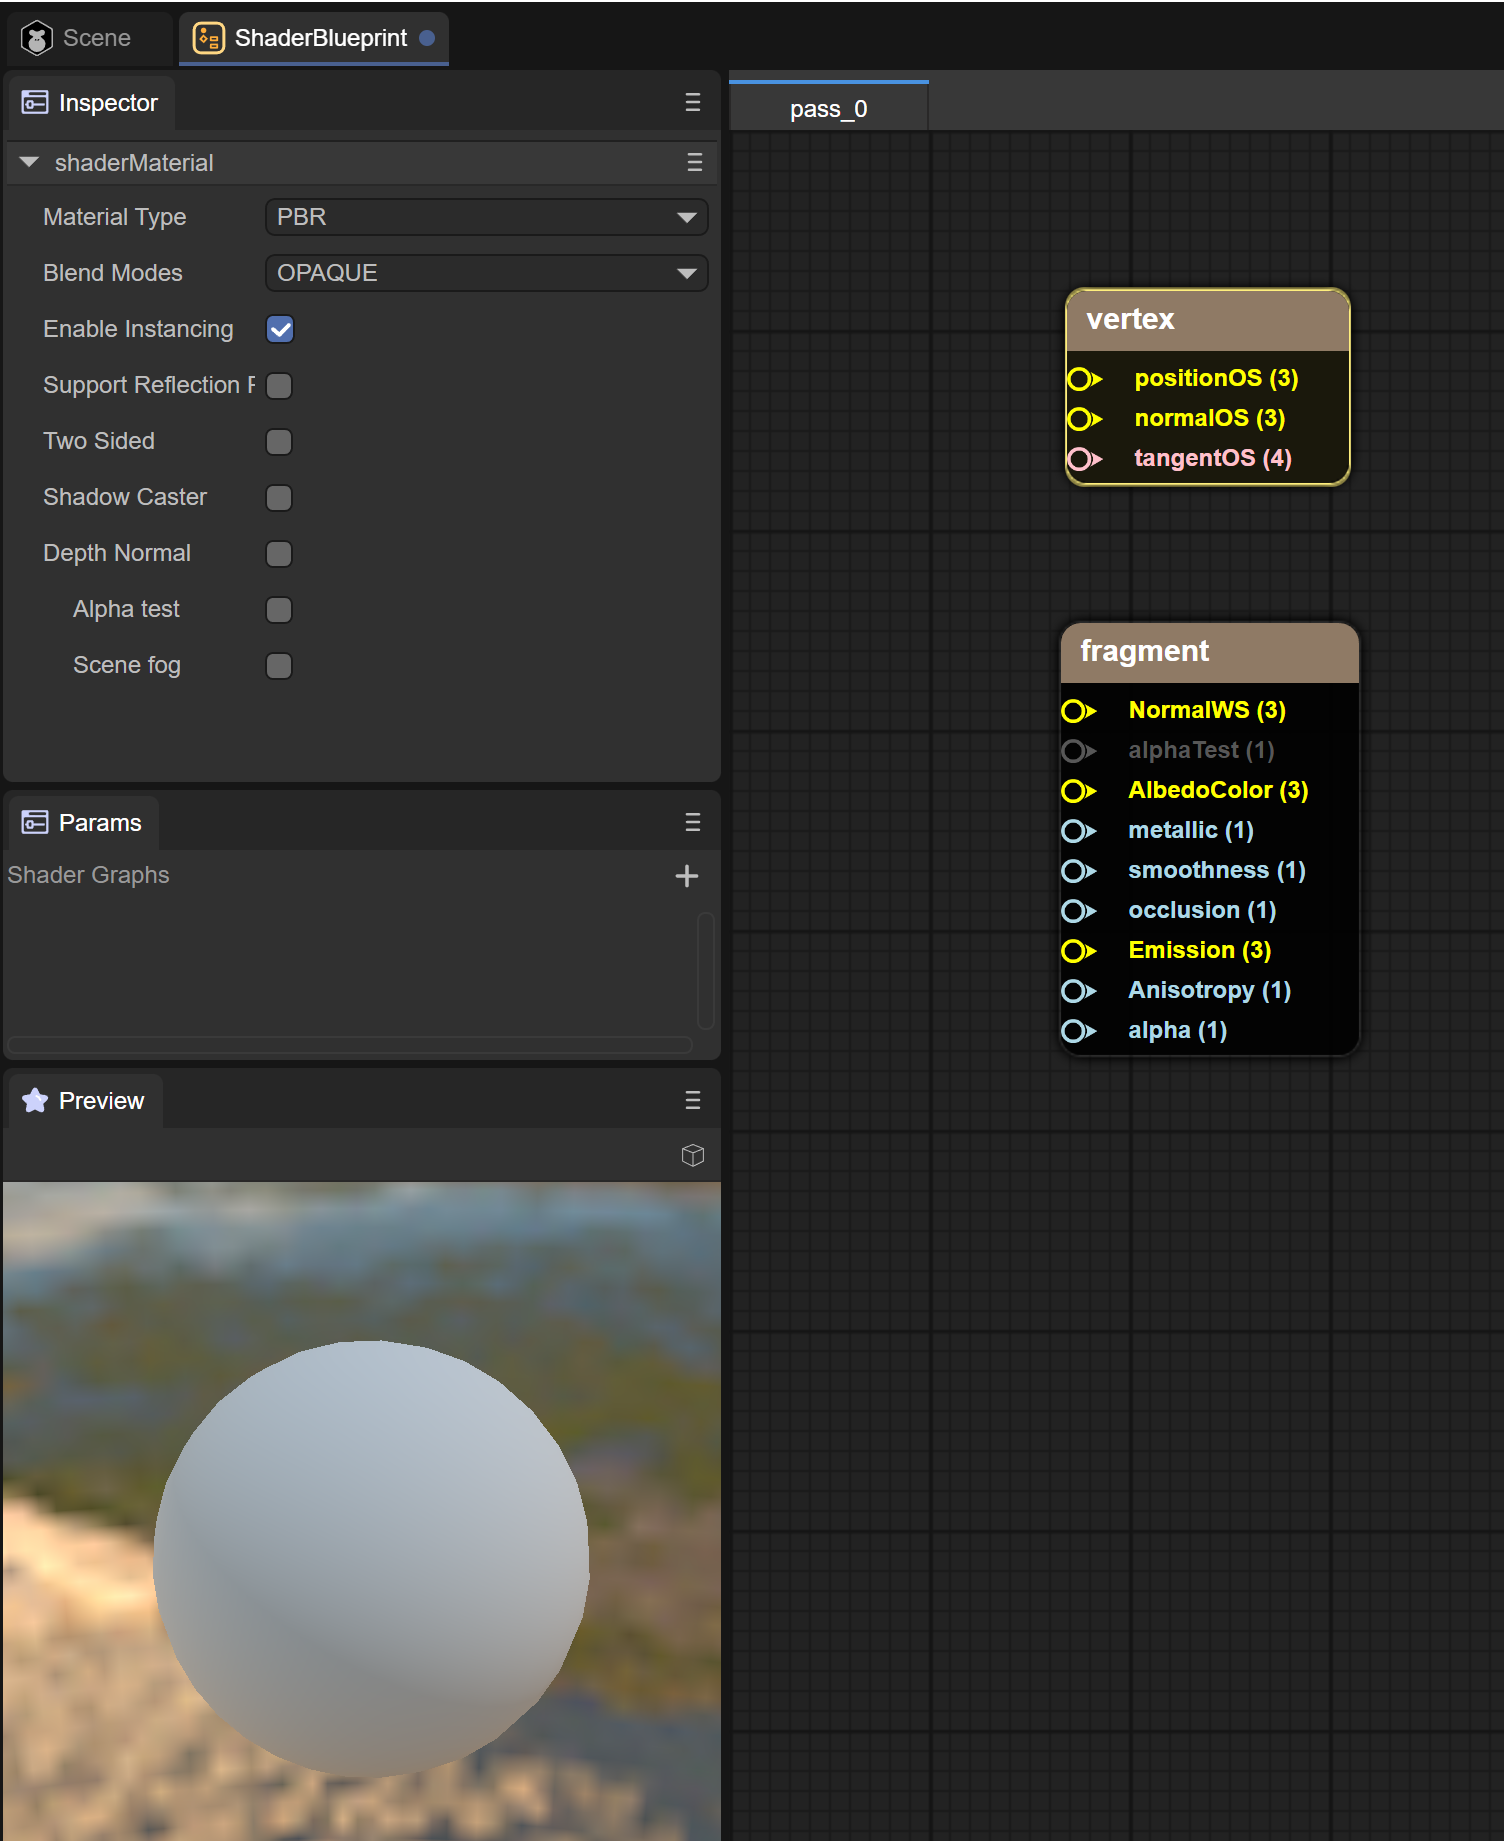 Scene
ShaderBlueprint
Inspector
shaderMaterial
Material Type
PBR
Blend Modes
OPAQUE
Enable Instancing
Support Reflection
Two Sided
Shadow Caster
Depth Normal
Alpha test
Scene fog
Params
Shader Graphs
Preview
pass_0
vertex
positionOS (3)
normalOS (3)
tangentOS (4)
fragment
NormalWS (3)
alphaTest (1)
AlbedoColor (3)
metallic (1)
smoothness (1)
occlusion (1)
Emission (3)
Anisotropy (1)
alpha (1)